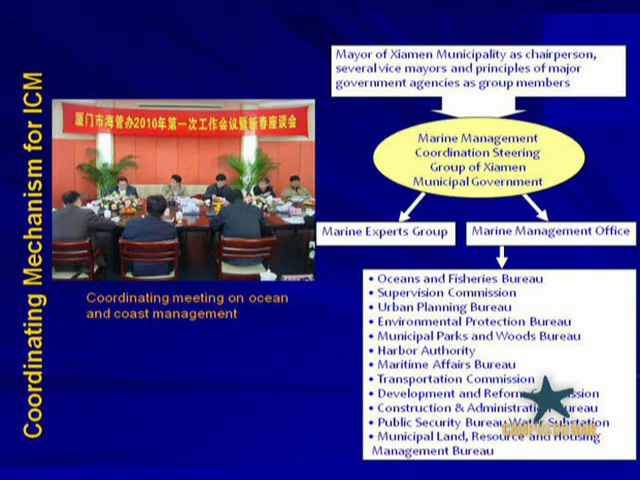 Coordinating Mechanism for ICM
厦门市海管办2010年第一次工作会议暨新春座谈会
Coordinating meeting on ocean
and coast management
Mayor of Xiamen Municipality as chairperson,
several vice mayors and principles of major
government agencies as group members
Marine Management
Coordination Steering
Group of Xiamen
Municipal Government
Marine Experts Group
Marine Management Office
• Oceans and Fisheries Bureau
• Supervision Commission
• Urban Planning Bureau
• Environmental Protection Bureau
• Municipal Parks and Woods Bureau
• Harbor Authority
• Maritime Affairs Bureau
• Transportation Commission
• Development and Reform Commission
• Construction & Administration Bureau
• Public Security Bureau Water Substation
• Municipal Land, Resource and Housing
Management Bureau